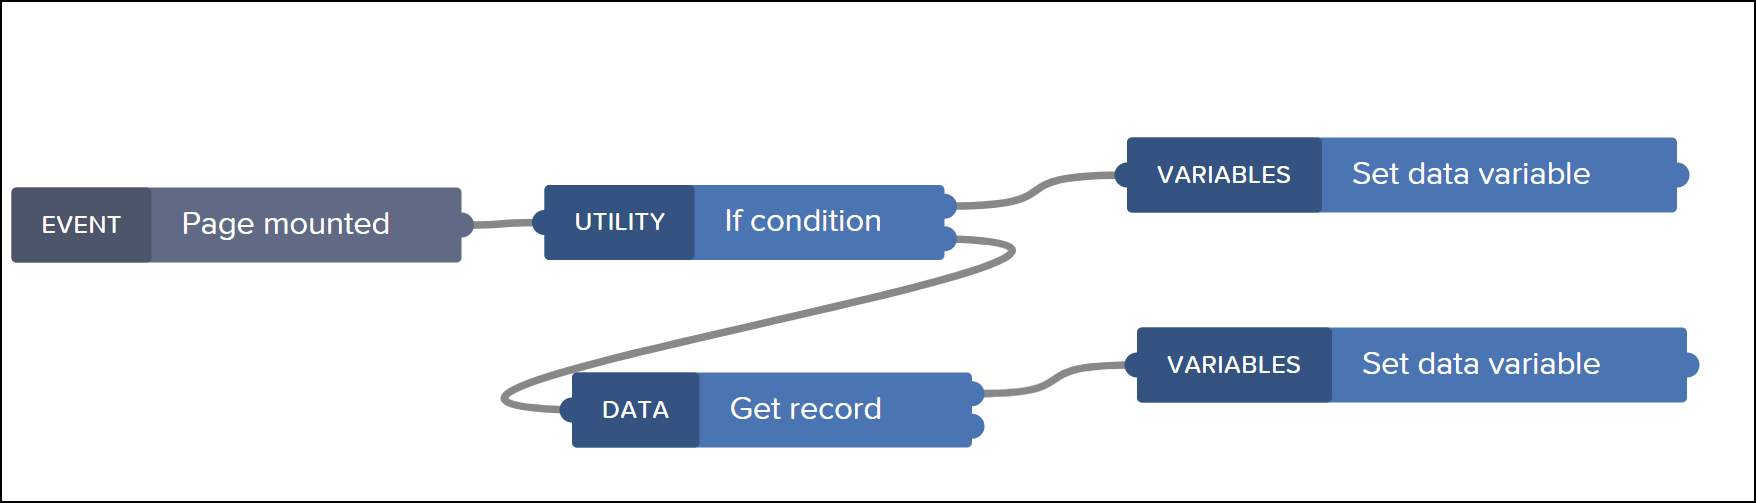 EVENT Page mounted
UTILITY If condition
VARIABLES Set data variable
DATA Get record
VARIABLES Set data variable